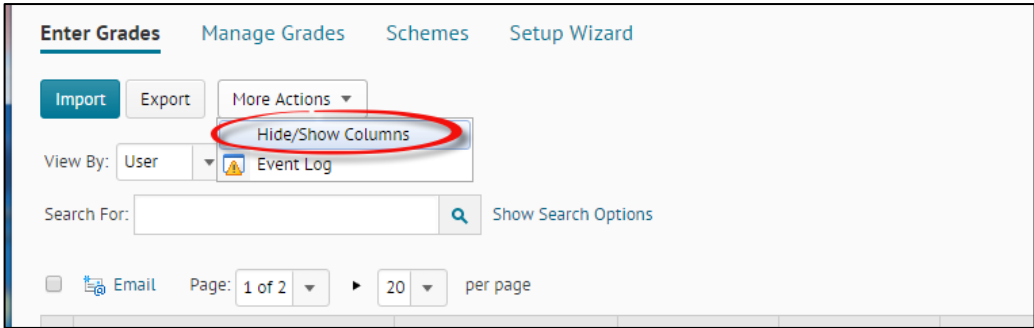 Enter Grades Manage Grades Schemes Setup Wizard
Import Export More Actions
Hide/Show Columns
View By: User Event Log
Search For: Show Search Options
Email Page: 1 of 2 20 per page